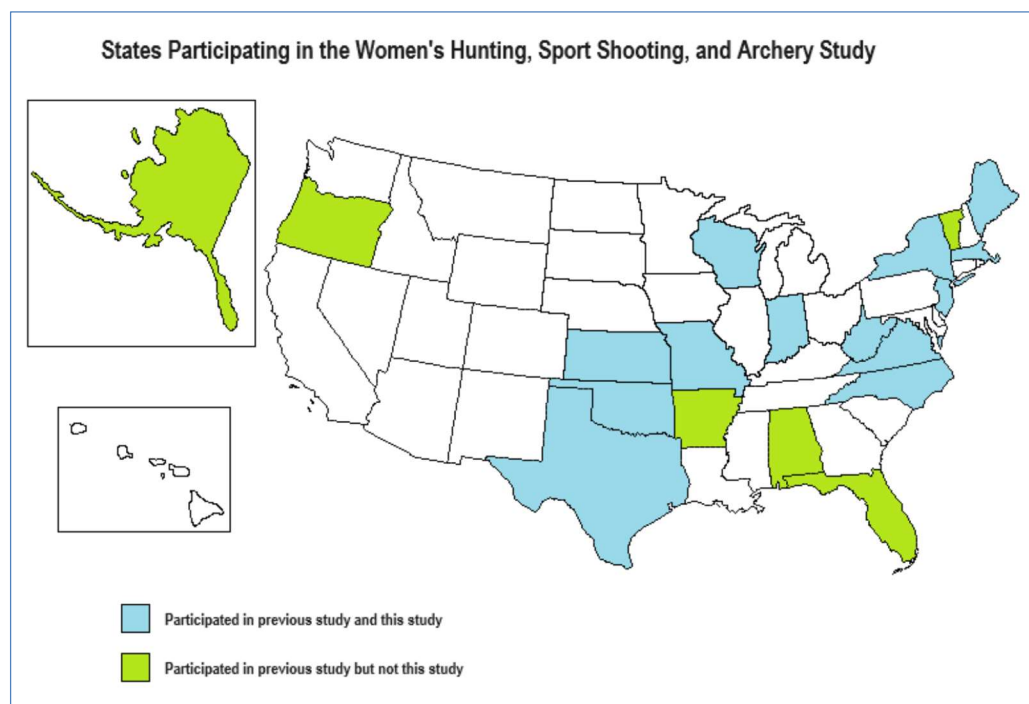 States Participating in the Women's Hunting, Sport Shooting, and Archery Study
Participated in previous study and this study
Participated in previous study but not this study